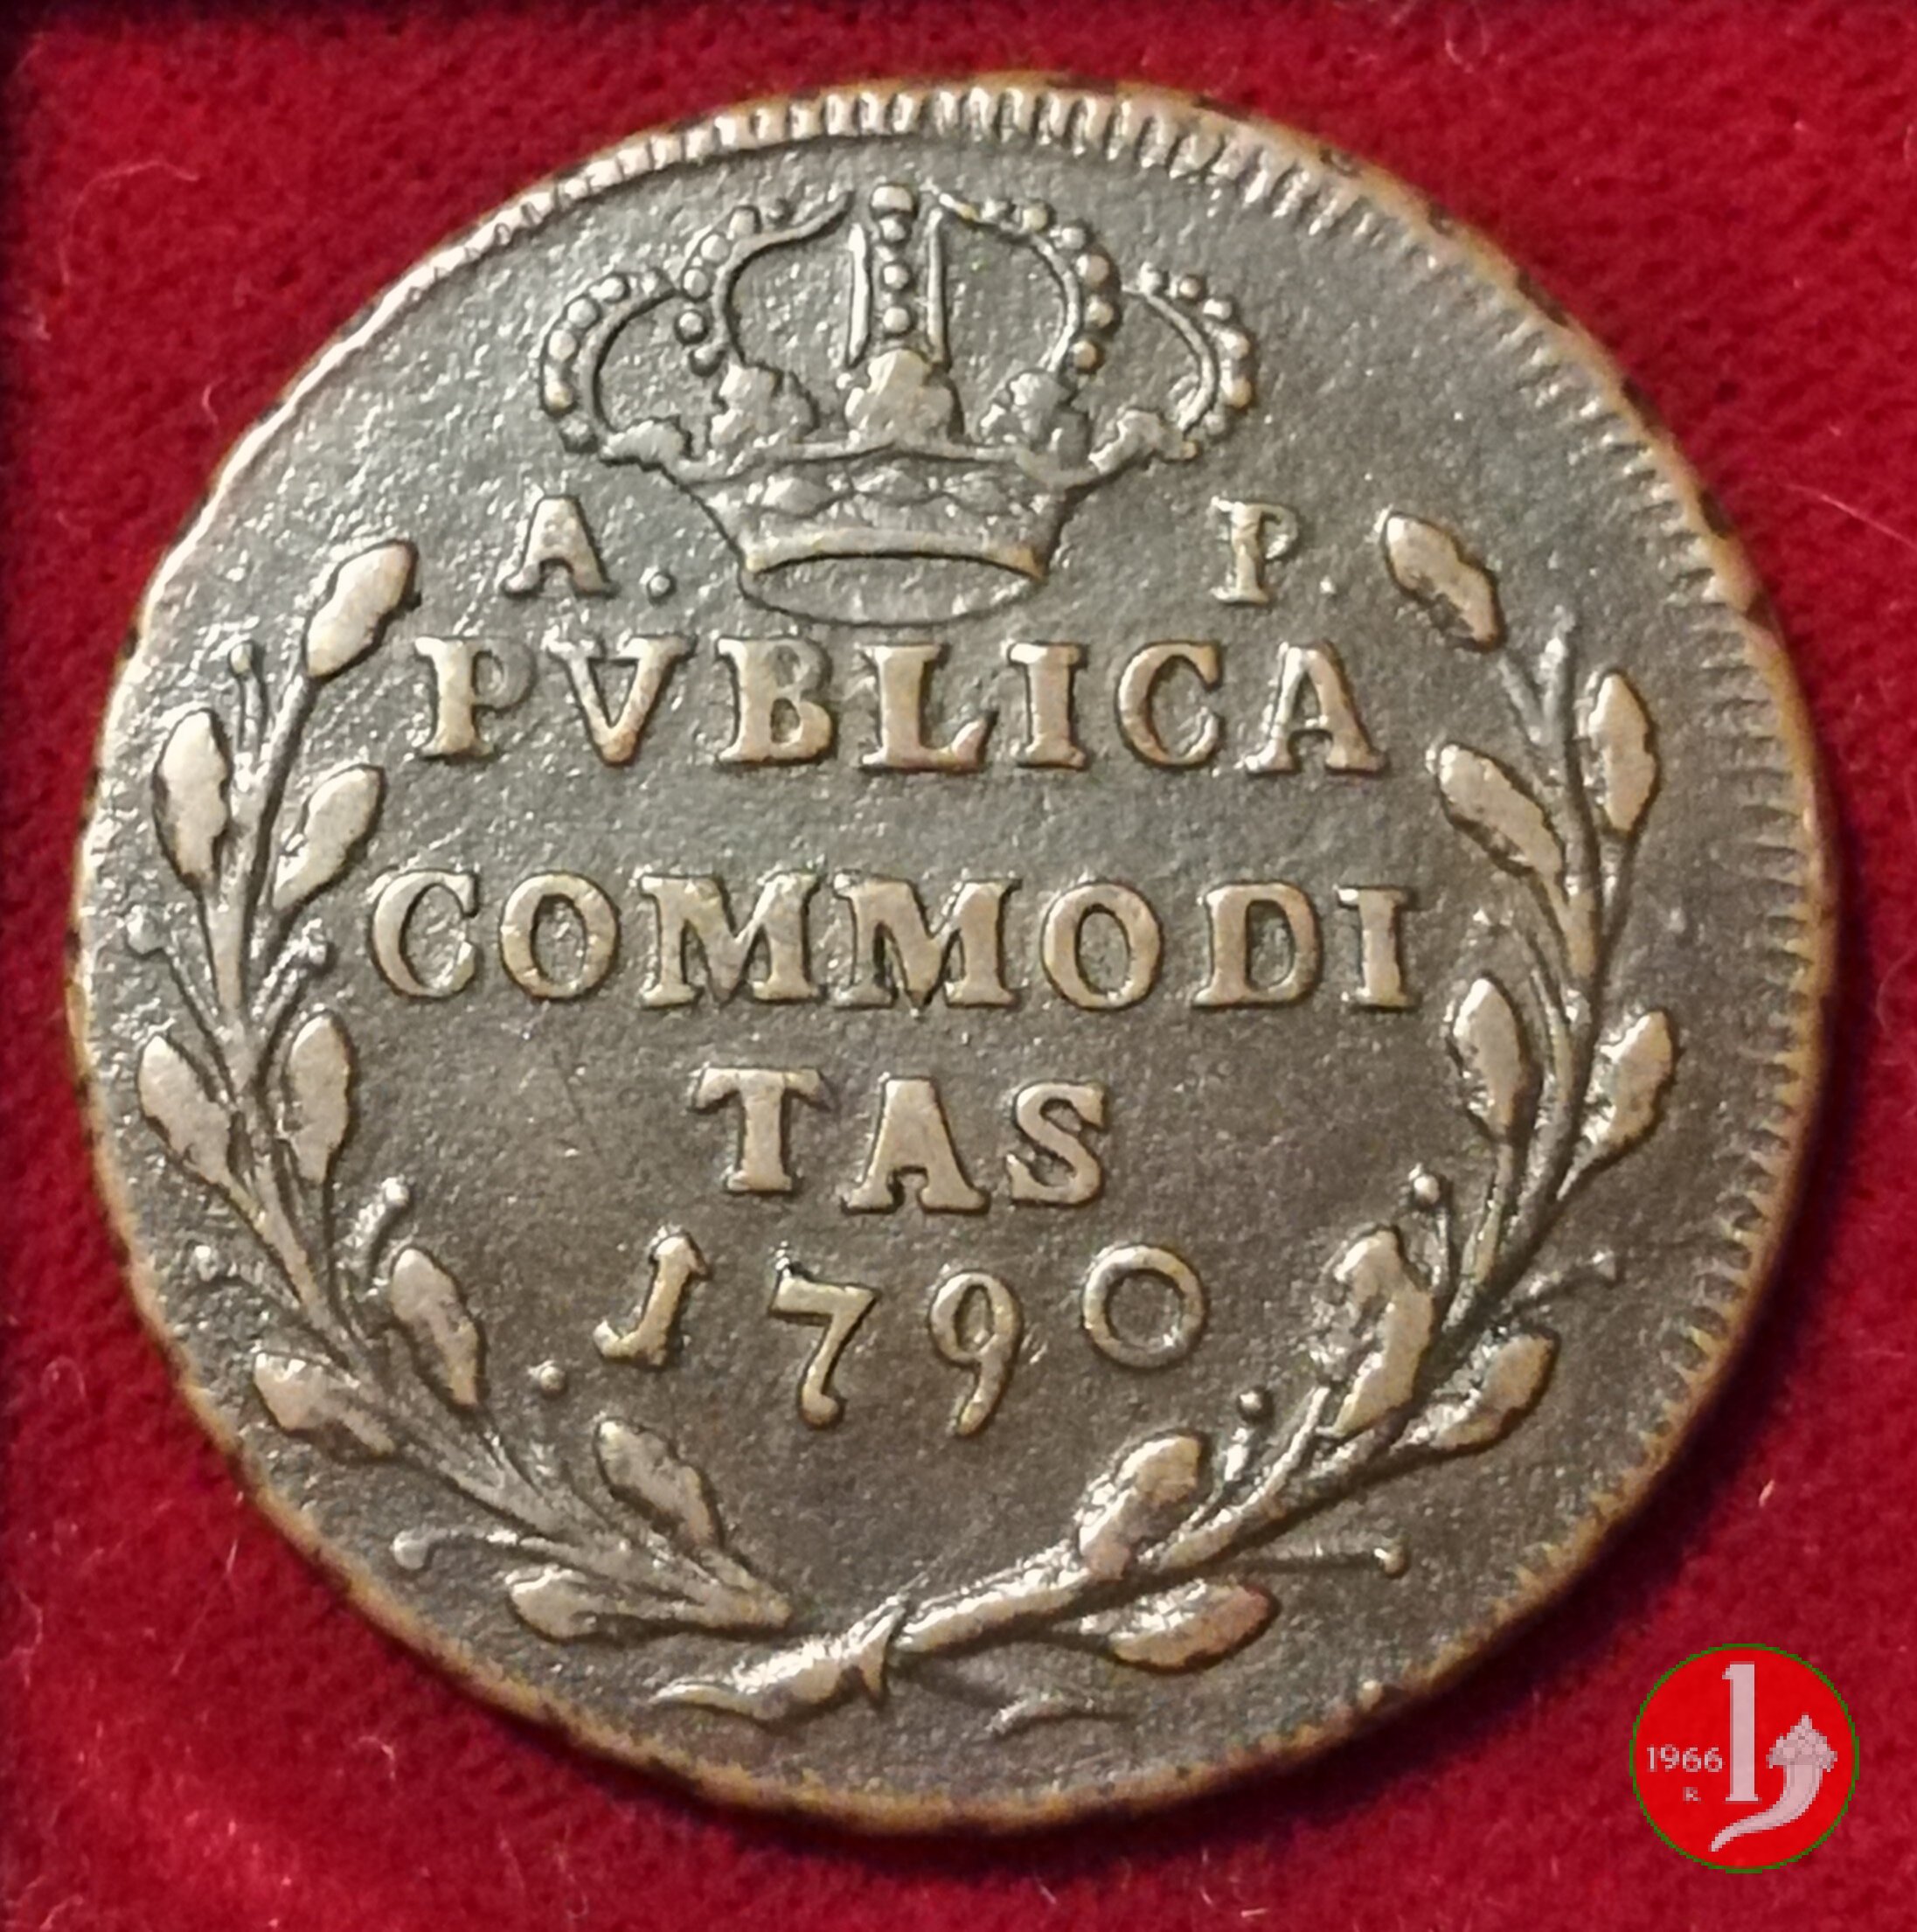 A. P.
PVBLICA
COMMODI
TAS
1790
1966
R